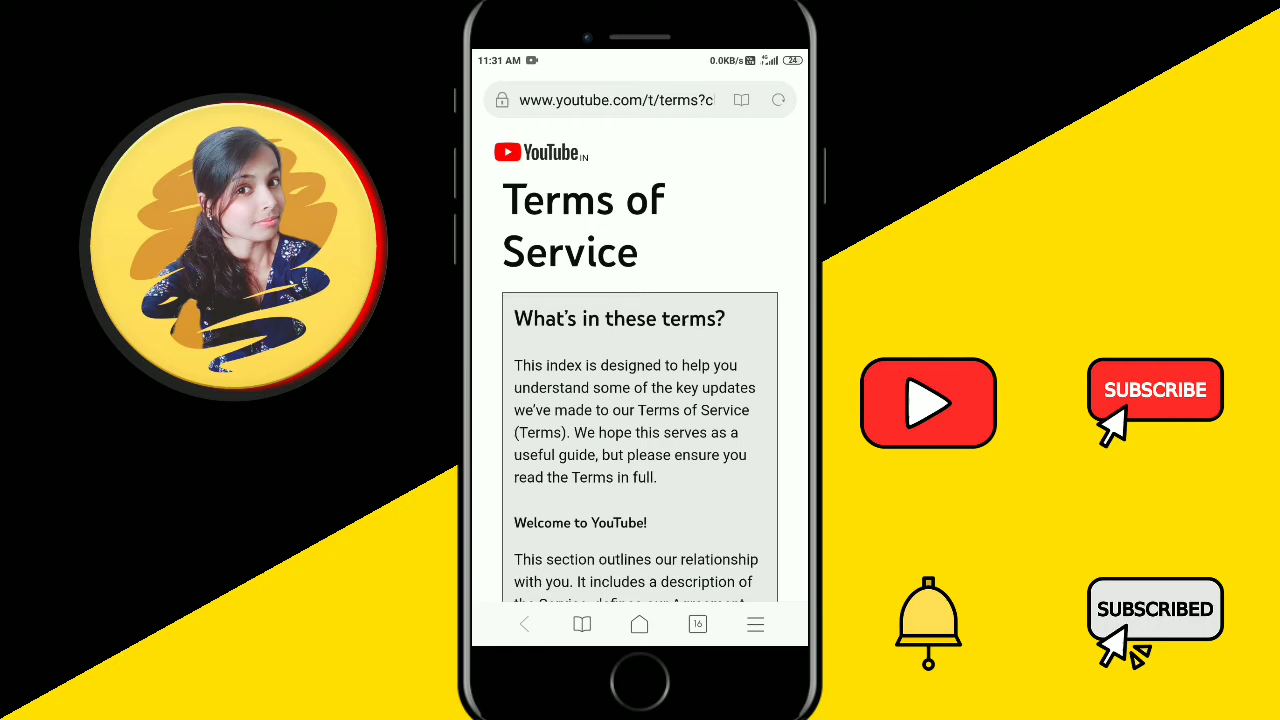 11:31 AM
0.0KB/s 4G 24
www.youtube.com/t/terms?c
YouTube IN
Terms of
Service
What's in these terms?
This index is designed to help you
understand some of the key updates
we've made to our Terms of Service
(Terms). We hope this serves as a
useful guide, but please ensure you
read the Terms in full.
Welcome to YouTube!
This section outlines our relationship
with you. It includes a description of
16
SUBSCRIBE
SUBSCRIBED